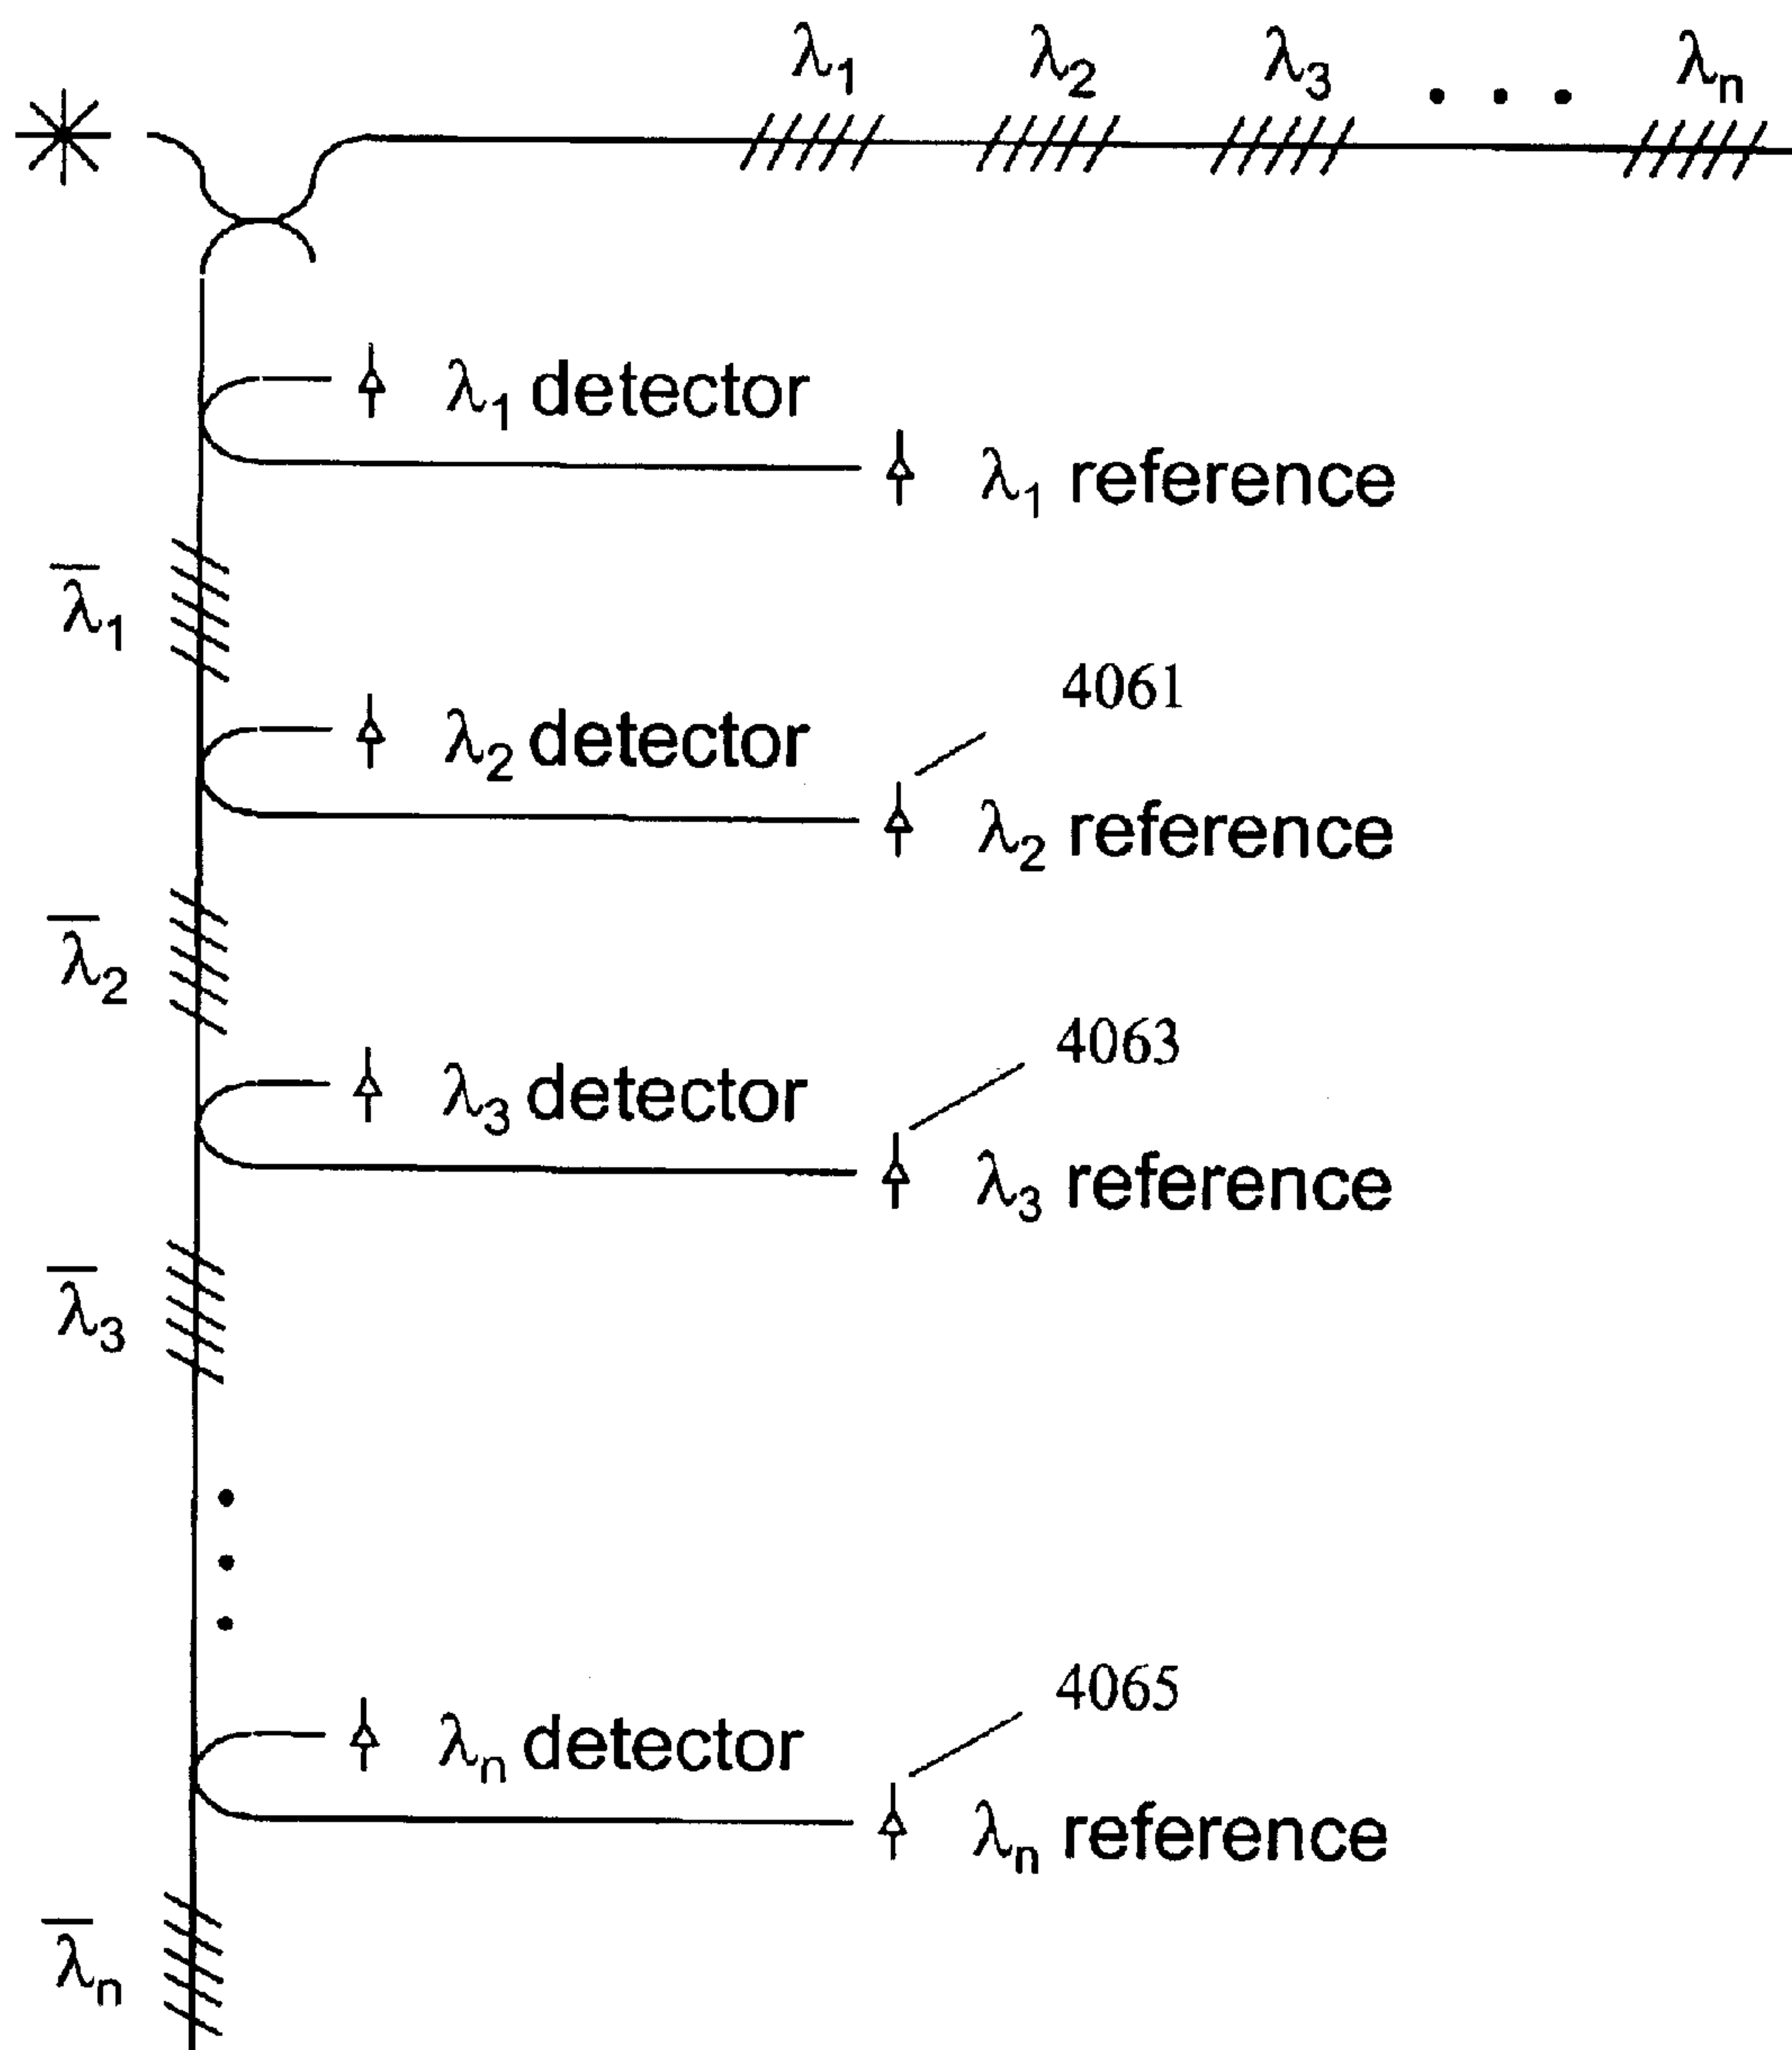 λ1 λ2 λ3 • • • λn
λ1 detector
λ1 reference
λ̅1
4061
λ2 detector
λ2 reference
λ̅2
4063
λ3 detector
λ3 reference
λ̅3
4065
λn detector
λn reference
λ̅n